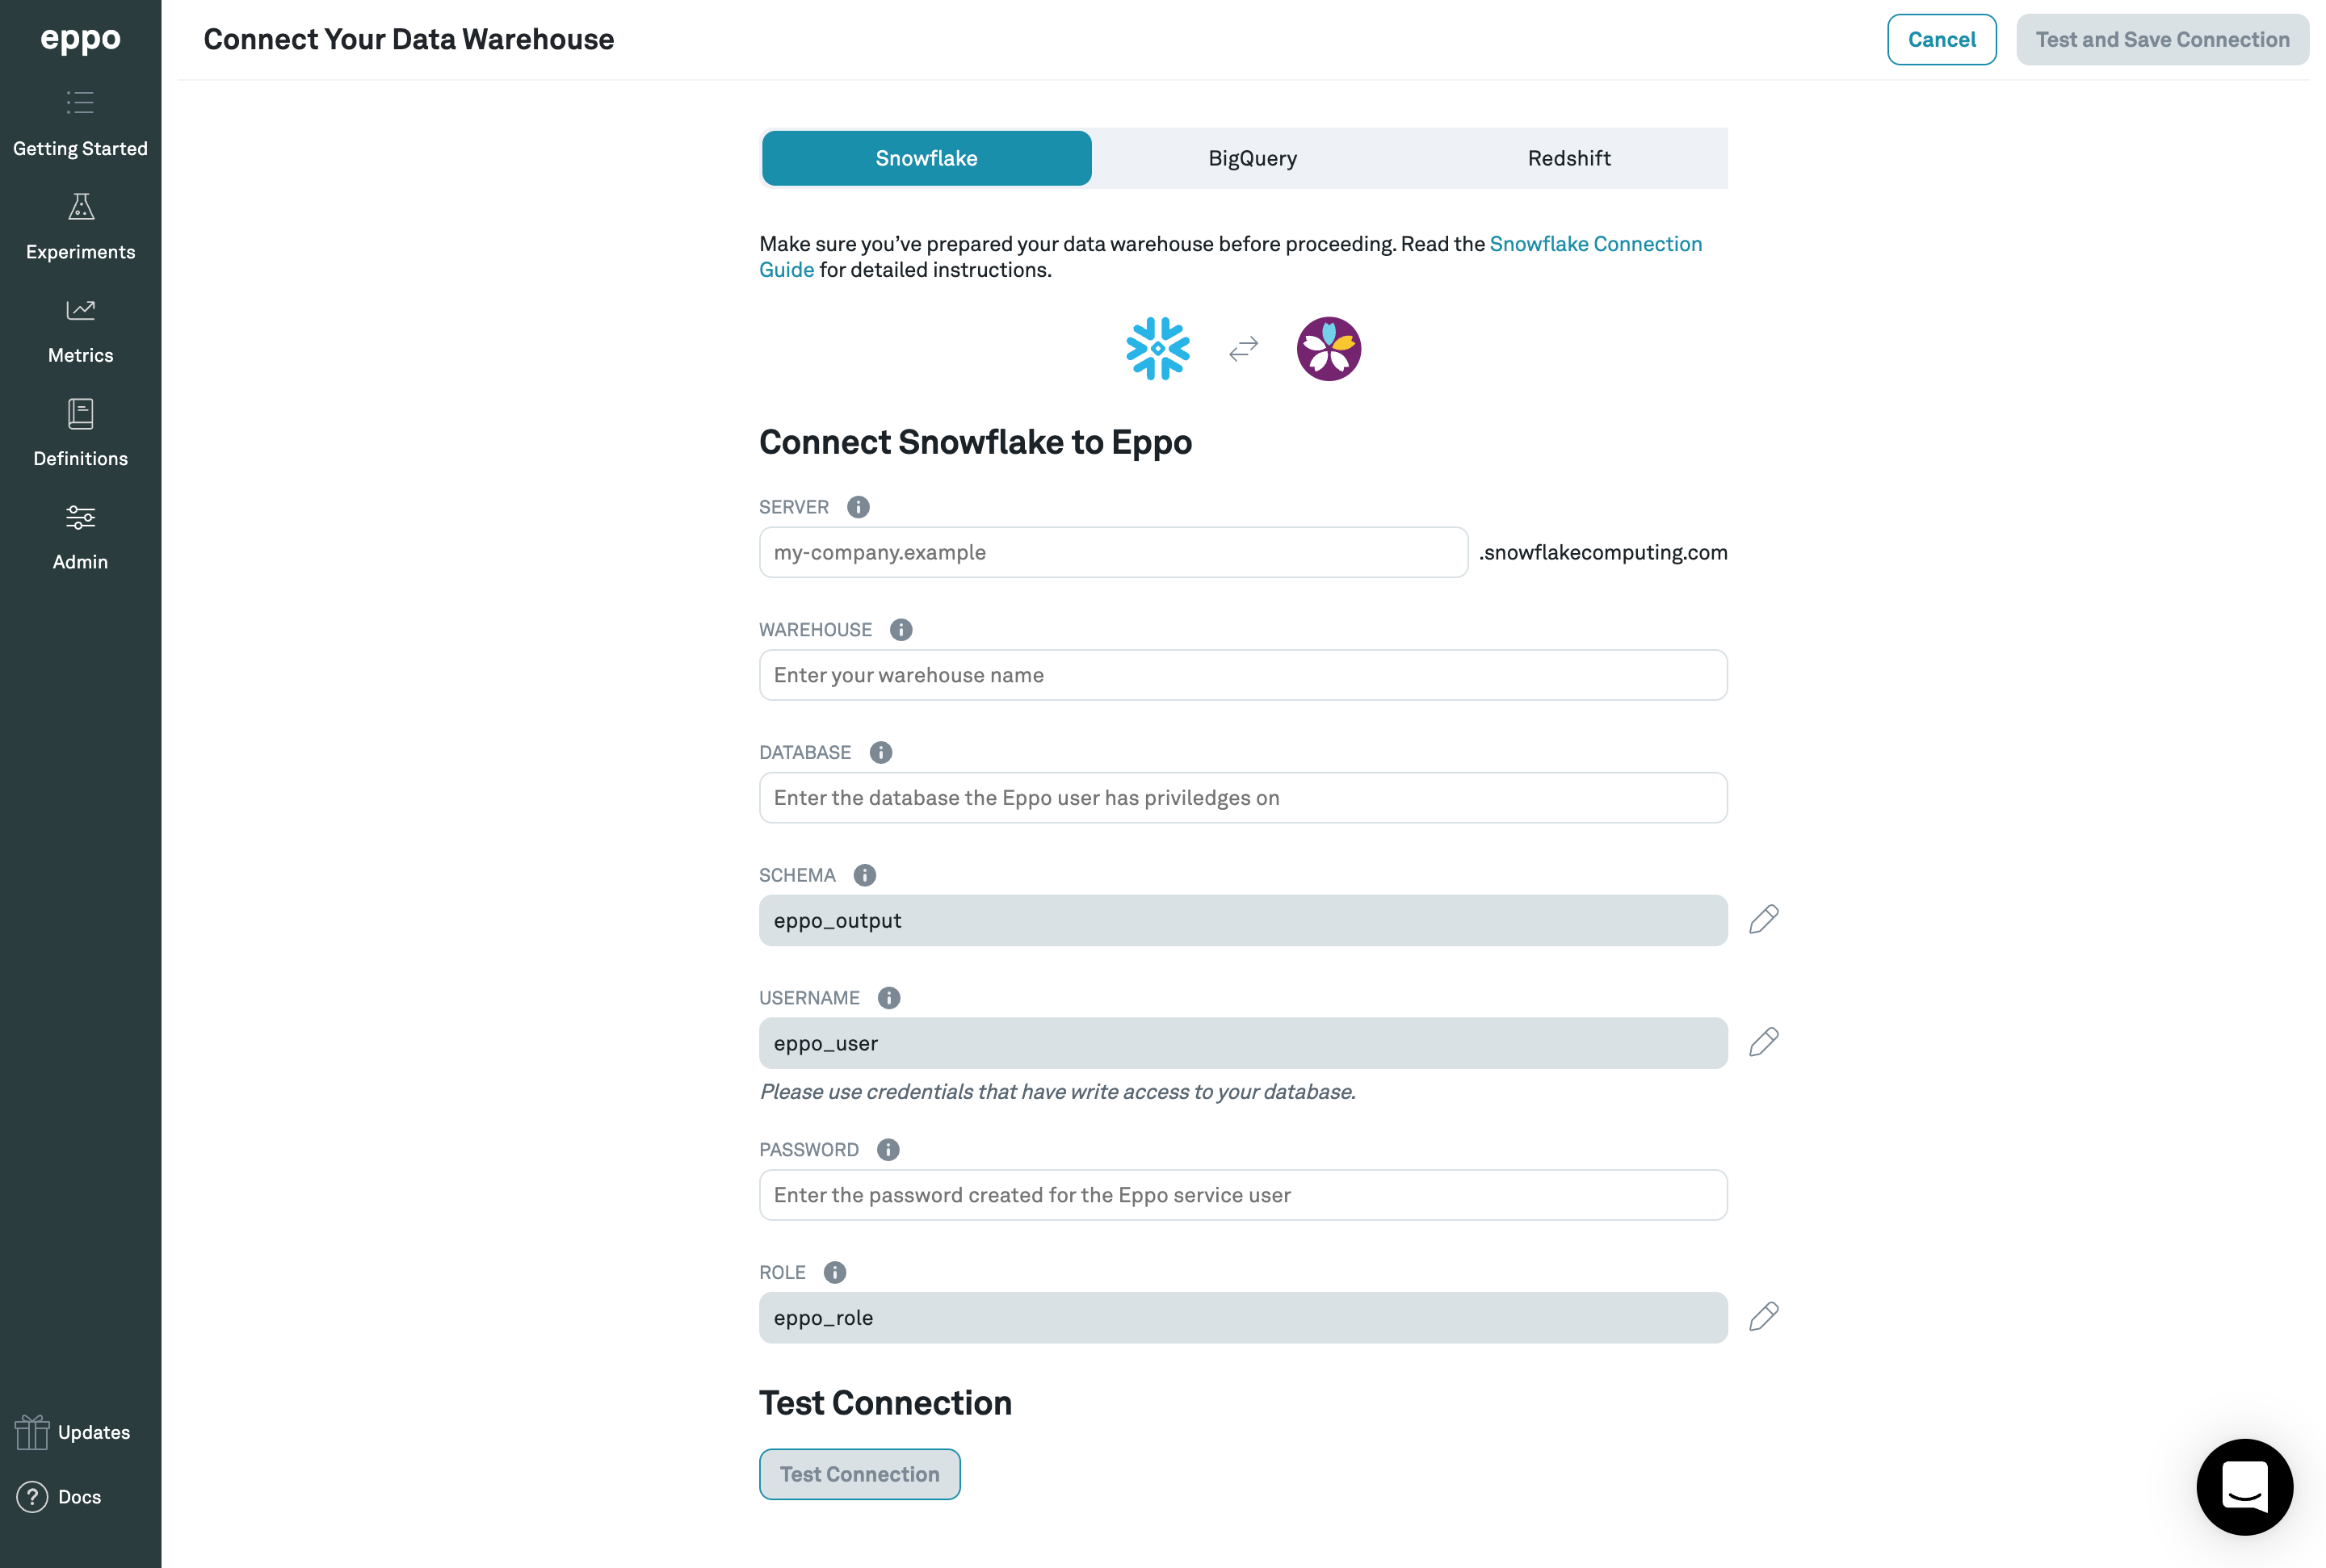 eppo
Getting Started
Experiments
Metrics
Definitions
Admin
Updates
? Docs
Connect Your Data Warehouse
Cancel
Test and Save Connection
Snowflake
BigQuery
Redshift
Make sure you’ve prepared your data warehouse before proceeding. Read the Snowflake Connection
Guide for detailed instructions.
Connect Snowflake to Eppo
SERVER i
my-company.example
.snowflakecomputing.com
WAREHOUSE i
Enter your warehouse name
DATABASE i
Enter the database the Eppo user has priviledges on
SCHEMA i
eppo_output
USERNAME i
eppo_user
Please use credentials that have write access to your database.
PASSWORD i
Enter the password created for the Eppo service user
ROLE i
eppo_role
Test Connection
Test Connection